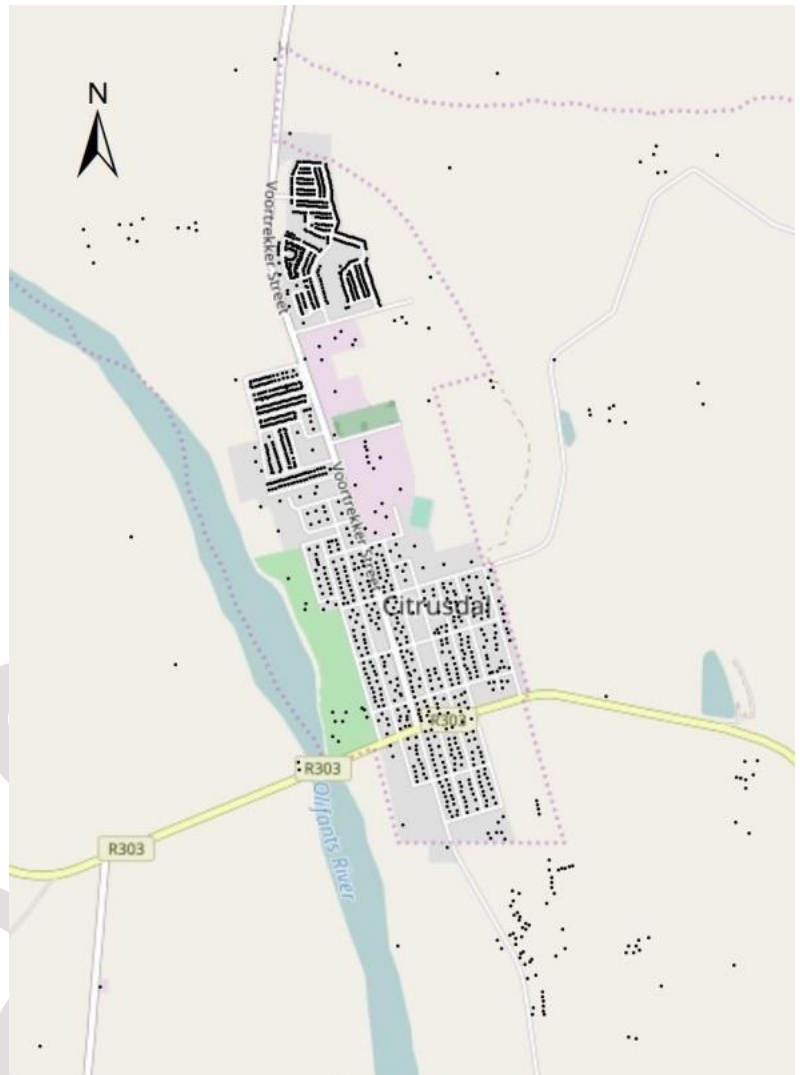 N
Voortrekker Street
Voortrekker Street
Citrusdal
R303
R303
Olifants River
R303